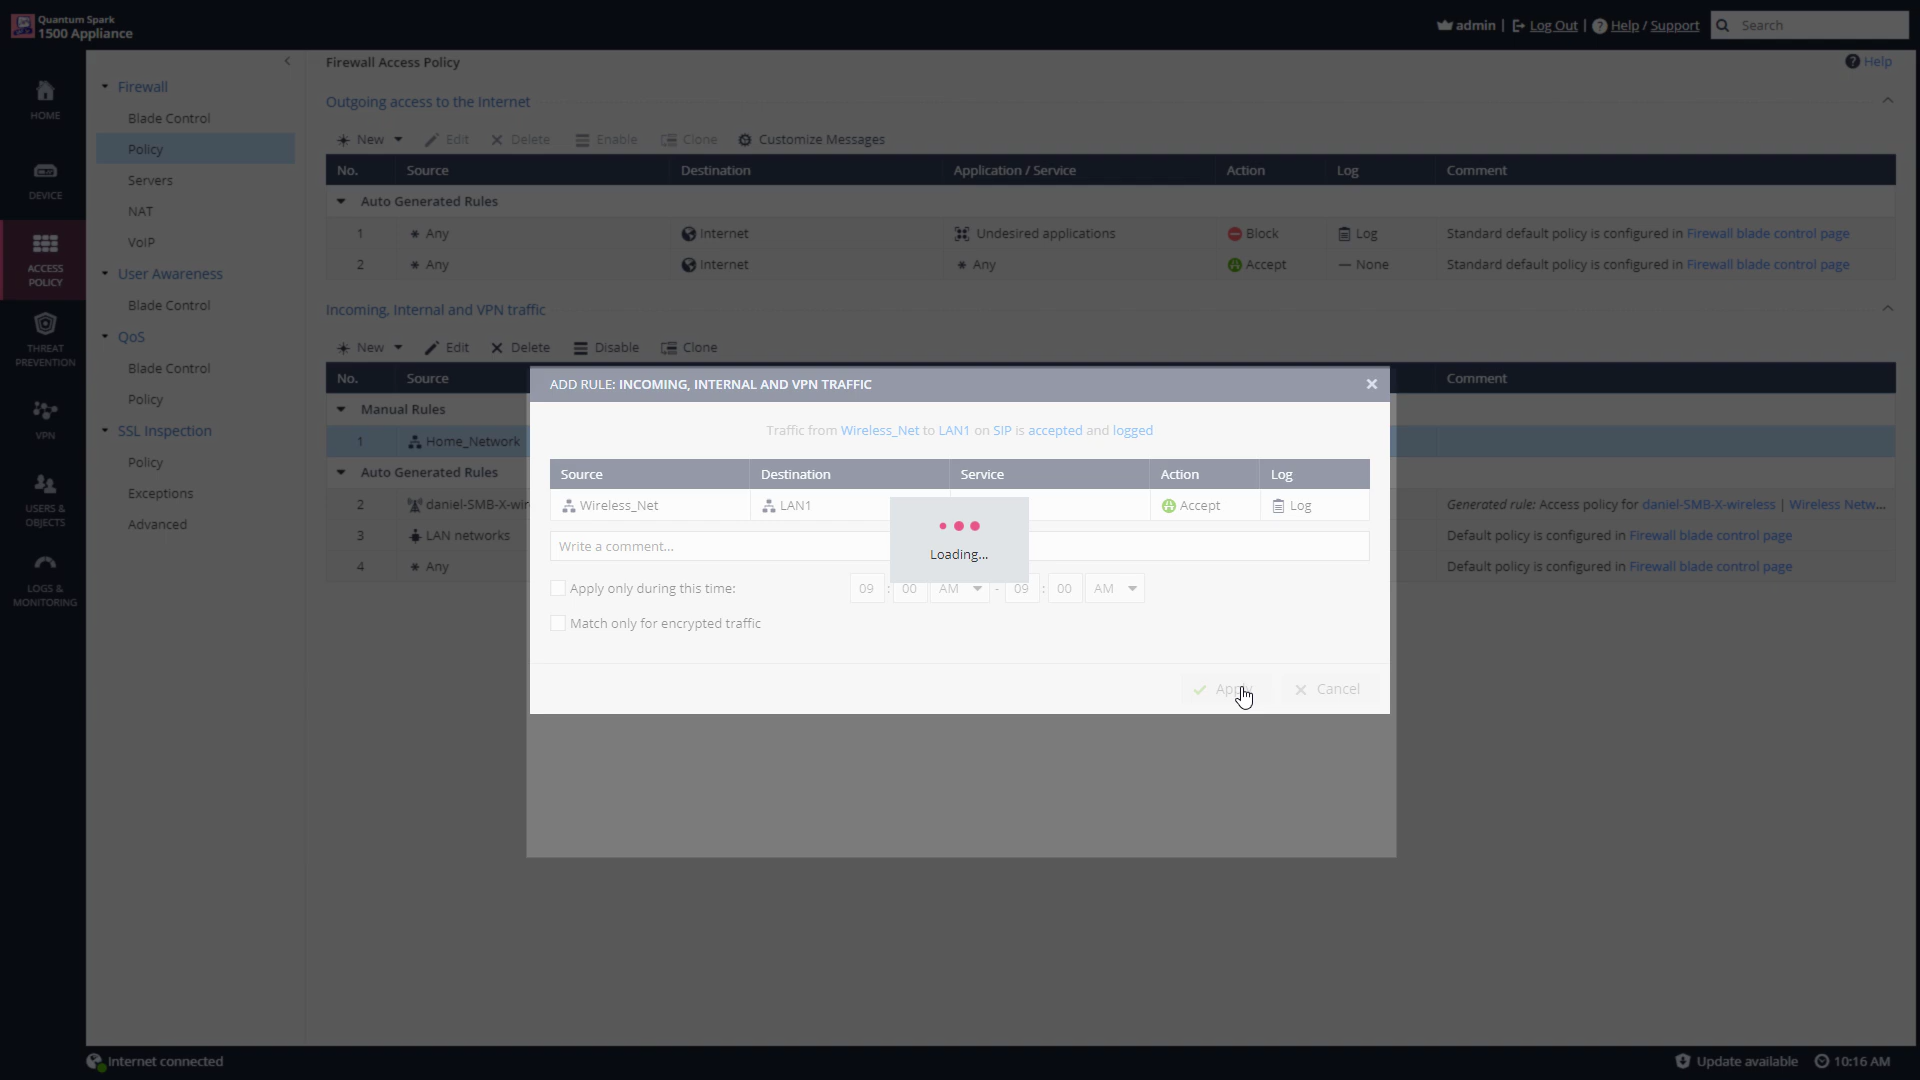 Quantum Spark
1500 Appliance
admin | Log Out | Help / Support
Search
HOME
DEVICE
ACCESS
POLICY
THREAT
PREVENTION
VPN
USERS &
OBJECTS
LOGS &
MONITORING
Firewall
Blade Control
Policy
Servers
NAT
VoIP
User Awareness
Blade Control
QoS
Blade Control
Policy
SSL Inspection
Policy
Exceptions
Advanced
Firewall Access Policy
Help
Outgoing access to the Internet
New Edit Delete Enable Clone Customize Messages
No. Source Destination Application / Service Action Log Comment
Auto Generated Rules
1 Any Internet Undesired applications Block Log Standard default policy is configured in Firewall blade control page
2 Any Internet Any Accept None Standard default policy is configured in Firewall blade control page
Incoming, Internal and VPN traffic
New Edit Delete Disable Clone
No. Source Comment
Manual Rules
1 Home_Network
Auto Generated Rules
2 daniel-SMB-X-wir Generated rule: Access policy for daniel-SMB-X-wireless | Wireless Netw...
3 LAN networks Default policy is configured in Firewall blade control page
4 Any Default policy is configured in Firewall blade control page
ADD RULE: INCOMING, INTERNAL AND VPN TRAFFIC
Traffic from Wireless_Net to LAN1 on SIP is accepted and logged
Source Destination Service Action Log
Wireless_Net LAN1 Accept Log
Loading...
Write a comment...
Apply only during this time: 09 : 00 AM - 09 : 00 AM
Match only for encrypted traffic
Apply Cancel
Internet connected
Update available 10:16 AM